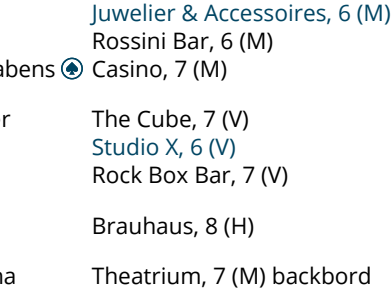 Juwelier & Accessoires, 6 (M)
Rossini Bar, 6 (M)
Casino, 7 (M)
The Cube, 7 (V)
Studio X, 6 (V)
Rock Box Bar, 7 (V)
Brauhaus, 8 (H)
Theatrium, 7 (M) backbord